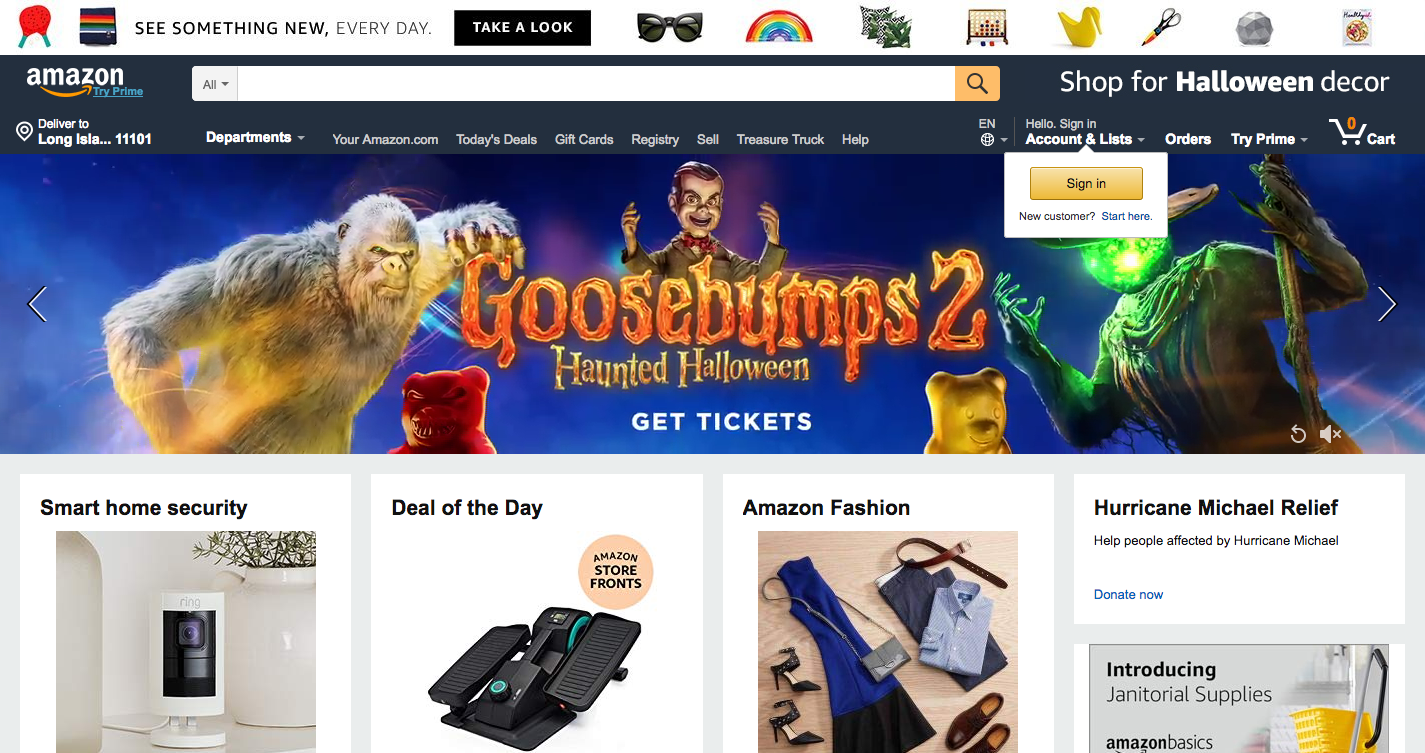 SEE SOMETHING NEW, EVERY DAY.
TAKE A LOOK
Healthyish
amazon
Try Prime
All
Shop for Halloween decor
Deliver to
Long Isla... 11101
Departments
Your Amazon.com
Today's Deals
Gift Cards
Registry
Sell
Treasure Truck
Help
EN
Hello. Sign in
Account & Lists
Orders
Try Prime
0
Cart
Sign in
New customer? Start here.
GOOSEBUMPS 2
Haunted Halloween
GET TICKETS
Smart home security
ring
Deal of the Day
AMAZON
STORE
FRONTS
Amazon Fashion
Hurricane Michael Relief
Help people affected by Hurricane Michael
Donate now
Introducing
Janitorial Supplies
amazonbasics